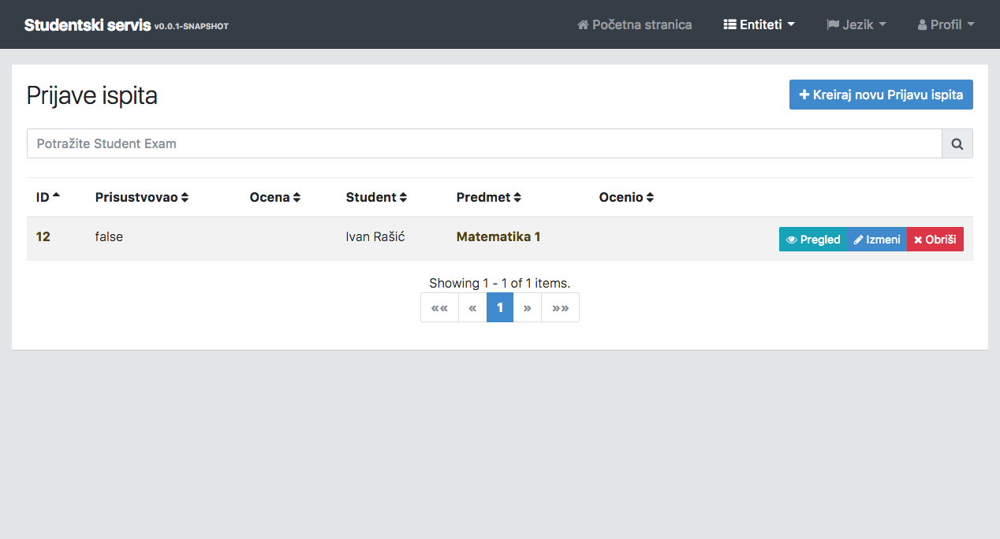 Studentski servis v0.0.1-SNAPSHOT Početna stranica Entiteti Jezik Profil
Prijave ispita Kreiraj novu Prijavu ispita
Potražite Student Exam
ID Prisustvovao Ocena Student Predmet Ocenio
12 false Ivan Rašić Matematika 1 Pregled Izmeni Obriši
Showing 1 - 1 of 1 items.
«« « 1 » »»